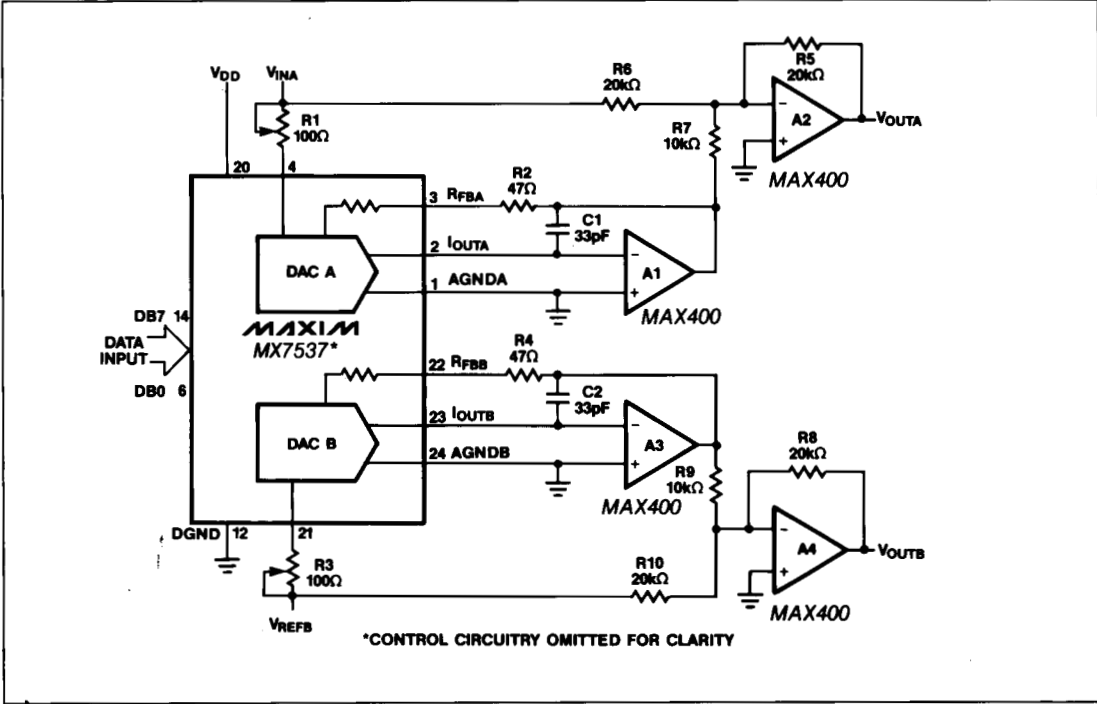 VDD
VINA
R1
100Ω
R6
20kΩ
R5
20kΩ
R7
10kΩ
A2
VOUTA
MAX400
20
4
R2
47Ω
3 RFBA
C1
33pF
2 IOUTA
A1
1 AGNDA
MAX400
DAC A
MAXIM
MX7537*
DB7 14
DATA
INPUT
DB0 6
R4
47Ω
22 RFBB
C2
33pF
23 IOUTB
A3
24 AGNDB
MAX400
DAC B
R9
10kΩ
R8
20kΩ
A4
VOUTB
MAX400
DGND 12
21
R3
100Ω
R10
20kΩ
VREFB
*CONTROL CIRCUITRY OMITTED FOR CLARITY